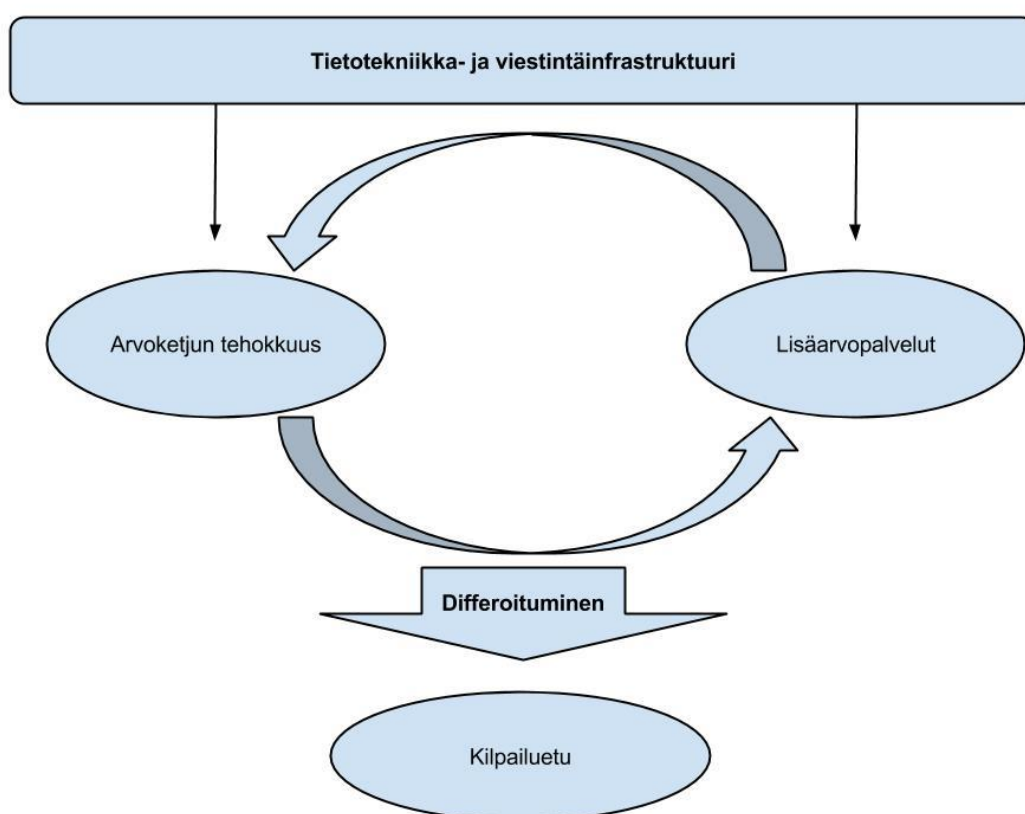 Tietotekniikka- ja viestintäinfrastruktuuri
Arvoketjun tehokkuus
Lisäarvopalvelut
Differoituminen
Kilpailuetu